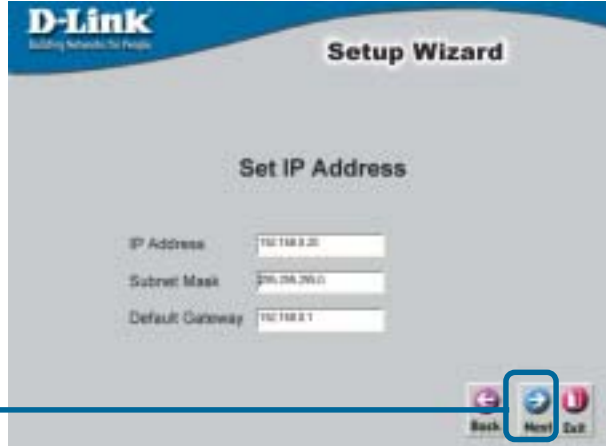 D-Link
Building Networks for People
Setup Wizard
Set IP Address
IP Address 192.168.0.20
Subnet Mask 255.255.255.0
Default Gateway 192.168.0.1
Back Next Exit